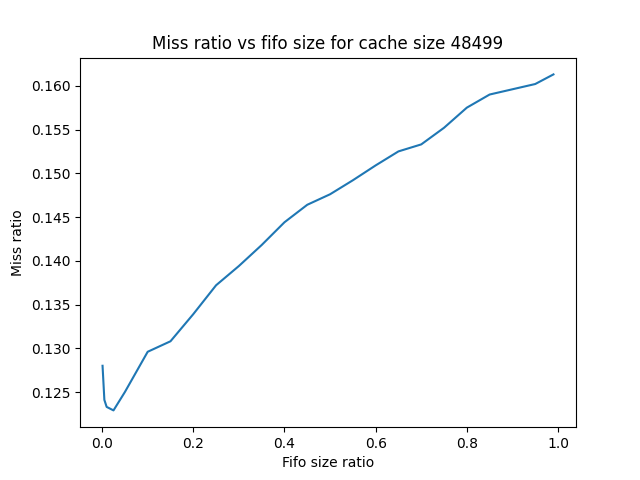 Miss ratio vs fifo size for cache size 48499
0.160
0.155
0.150
0.145
0.140
0.135
0.130
0.125
Miss ratio
0.0 0.2 0.4 0.6 0.8 1.0
Fifo size ratio